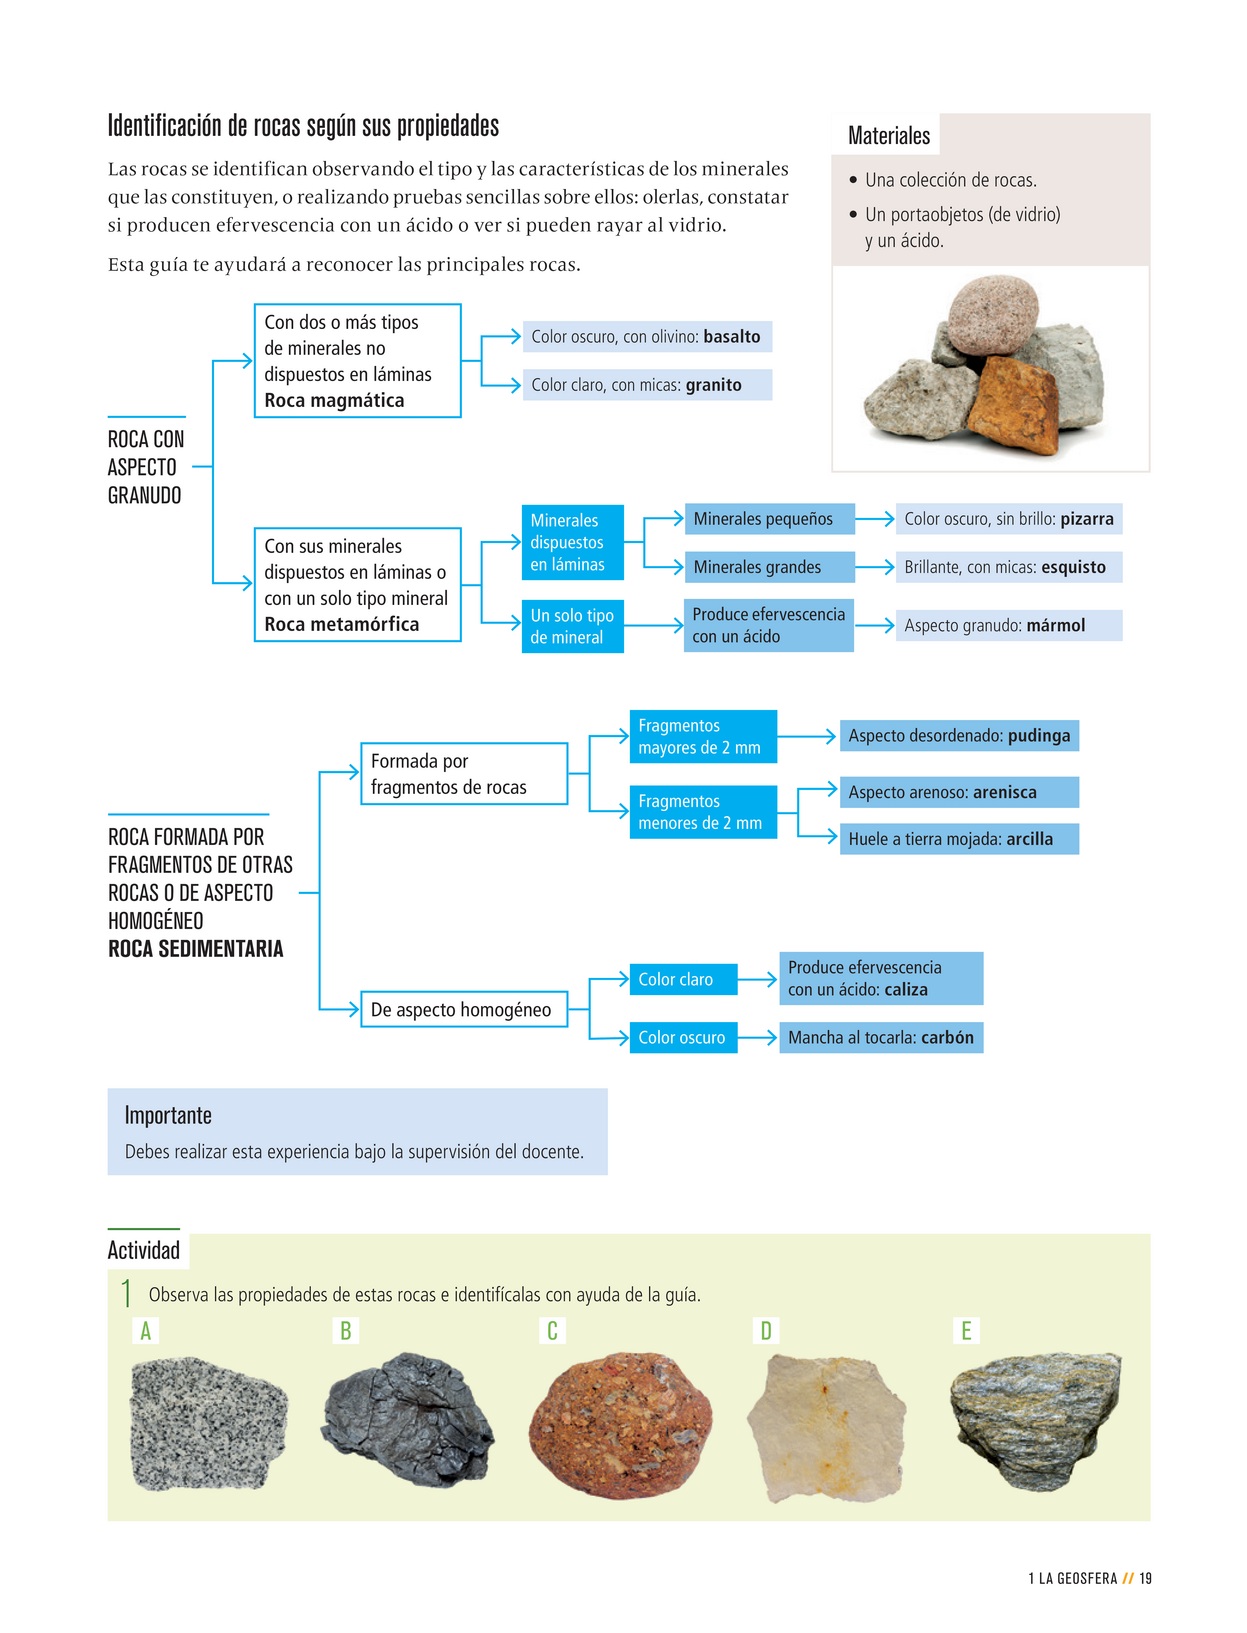 Identificación de rocas según sus propiedades
Las rocas se identifican observando el tipo y las características de los minerales
que las constituyen, o realizando pruebas sencillas sobre ellos: olerlas, constatar
si producen efervescencia con un ácido o ver si pueden rayar al vidrio.
Esta guía te ayudará a reconocer las principales rocas.
Materiales
• Una colección de rocas.
• Un portaobjetos (de vidrio)
y un ácido.
ROCA CON
ASPECTO
GRANUDO
Con dos o más tipos
de minerales no
dispuestos en láminas
Roca magmática
Color oscuro, con olivino: basalto
Color claro, con micas: granito
Con sus minerales
dispuestos en láminas o
con un solo tipo mineral
Roca metamórfica
Minerales
dispuestos
en láminas
Minerales pequeños
Color oscuro, sin brillo: pizarra
Minerales grandes
Brillante, con micas: esquisto
Un solo tipo
de mineral
Produce efervescencia
con un ácido
Aspecto granudo: mármol
ROCA FORMADA POR
FRAGMENTOS DE OTRAS
ROCAS O DE ASPECTO
HOMOGÉNEO
ROCA SEDIMENTARIA
Formada por
fragmentos de rocas
Fragmentos
mayores de 2 mm
Aspecto desordenado: pudinga
Fragmentos
menores de 2 mm
Aspecto arenoso: arenisca
Huele a tierra mojada: arcilla
De aspecto homogéneo
Color claro
Produce efervescencia
con un ácido: caliza
Color oscuro
Mancha al tocarla: carbón
Importante
Debes realizar esta experiencia bajo la supervisión del docente.
Actividad
1 Observa las propiedades de estas rocas e identifícalas con ayuda de la guía.
A B C D E
1 LA GEOSFERA // 19